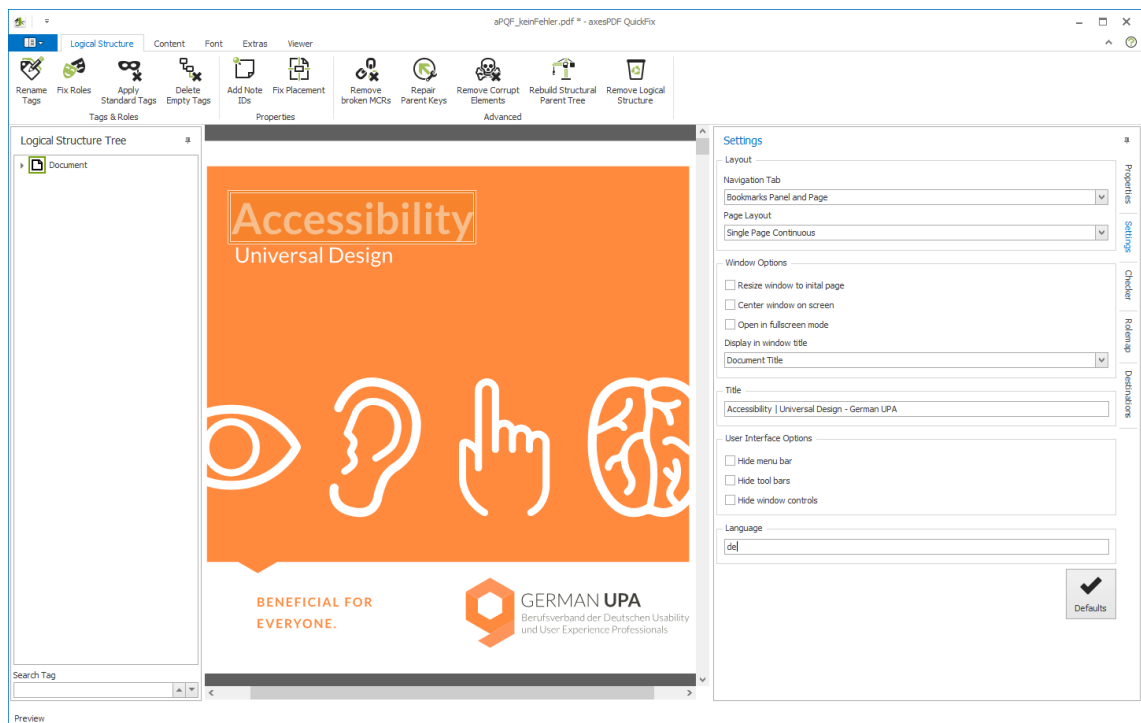 aPQF_keinFehler.pdf * - axesPDF QuickFix
Logical Structure Content Font Extras Viewer
Rename Tags
Fix Roles
Apply Standard Tags
Delete Empty Tags
Add Note IDs
Fix Placement
Remove broken MCRs
Repair Parent Keys
Remove Corrupt Elements
Rebuild Structural Parent Tree
Remove Logical Structure
Tags & Roles
Properties
Advanced
Logical Structure Tree
Document
Search Tag
Preview
Accessibility
Universal Design
BENEFICIAL FOR
EVERYONE.
GERMAN UPA
Berufsverband der Deutschen Usability
und User Experience Professionals
Settings
Layout
Navigation Tab
Bookmarks Panel and Page
Page Layout
Single Page Continuous
Window Options
Resize window to inital page
Center window on screen
Open in fullscreen mode
Display in window title
Document Title
Title
Accessibility | Universal Design - German UPA
User Interface Options
Hide menu bar
Hide tool bars
Hide window controls
Language
de
Defaults
Properties
Settings
Checker
Rolemap
Destinations